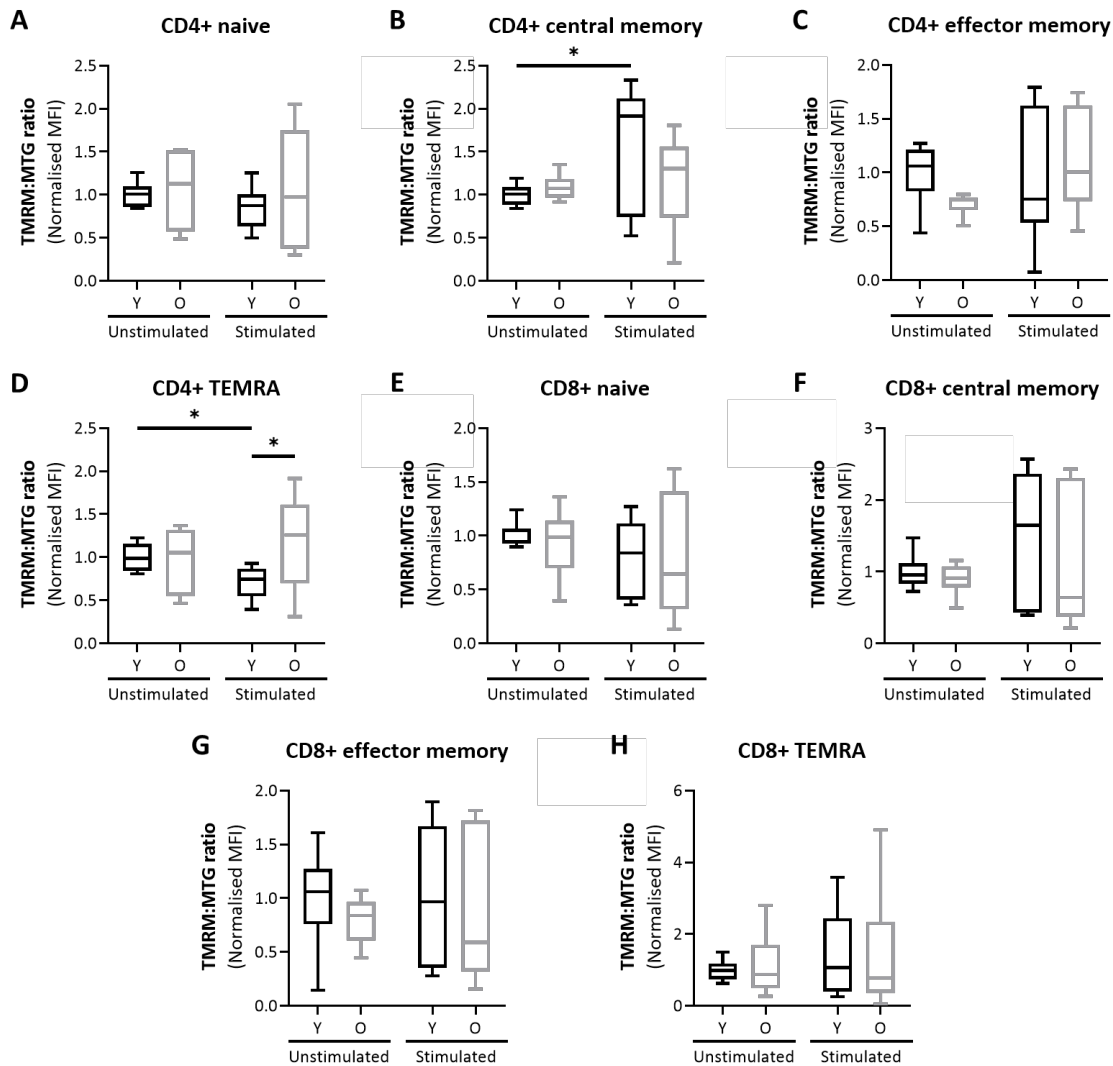 A
CD4+ naive
TMRM:MTG ratio
(Normalised MFI)
2.5
2.0
1.5
1.0
0.5
0.0
Y O Y O
Unstimulated Stimulated
B
CD4+ central memory
*
TMRM:MTG ratio
(Normalised MFI)
2.5
2.0
1.5
1.0
0.5
0.0
Y O Y O
Unstimulated Stimulated
C
CD4+ effector memory
TMRM:MTG ratio
(Normalised MFI)
2.0
1.5
1.0
0.5
0.0
Y O Y O
Unstimulated Stimulated
D
CD4+ TEMRA
*
*
TMRM:MTG ratio
(Normalised MFI)
2.5
2.0
1.5
1.0
0.5
0.0
Y O Y O
Unstimulated Stimulated
E
CD8+ naive
TMRM:MTG ratio
(Normalised MFI)
2.0
1.5
1.0
0.5
0.0
Y O Y O
Unstimulated Stimulated
F
CD8+ central memory
TMRM:MTG ratio
(Normalised MFI)
3
2
1
0
Y O Y O
Unstimulated Stimulated
G
CD8+ effector memory
TMRM:MTG ratio
(Normalised MFI)
2.0
1.5
1.0
0.5
0.0
Y O Y O
Unstimulated Stimulated
H
CD8+ TEMRA
TMRM:MTG ratio
(Normalised MFI)
6
4
2
0
Y O Y O
Unstimulated Stimulated